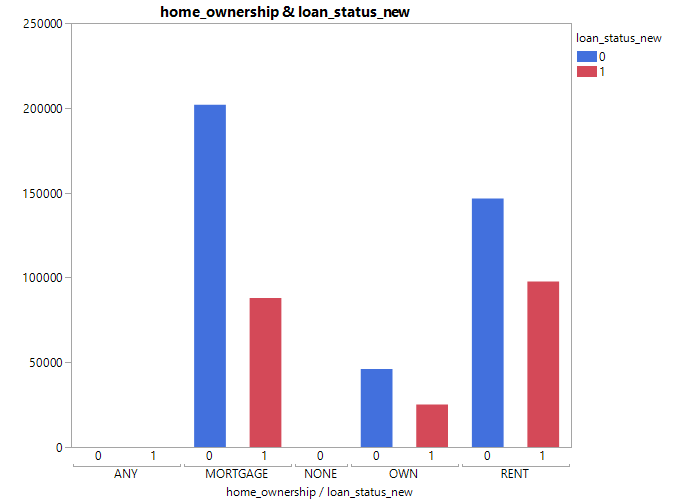 home_ownership & loan_status_new
loan_status_new
0
1
250000
200000
150000
100000
50000
0
0 1 0 1 0 0 1 0 1
ANY MORTGAGE NONE OWN RENT
home_ownership / loan_status_new